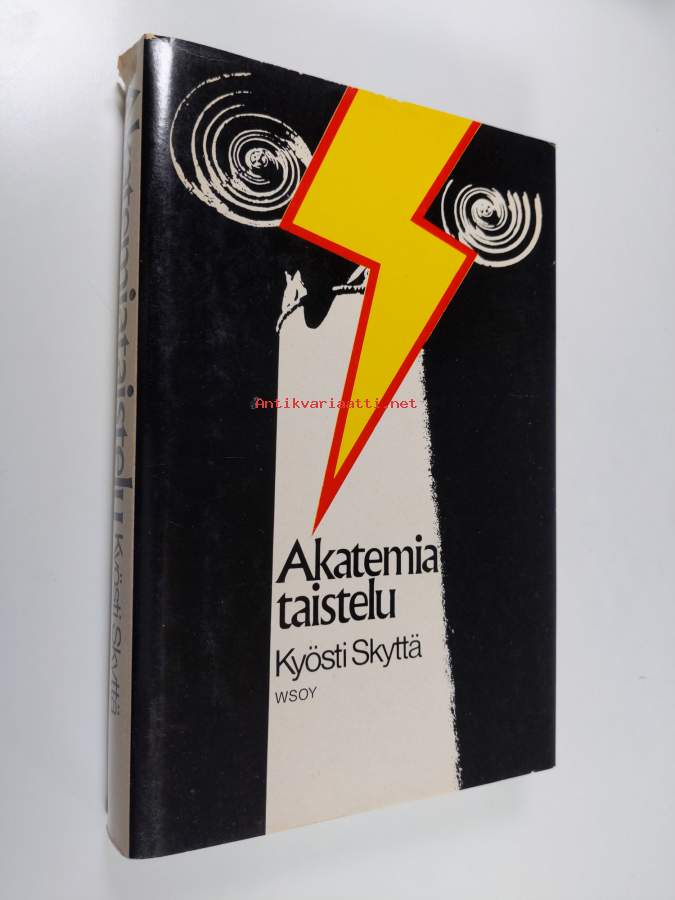 Akatemia
taistelu
Kyösti Skyttä
WSOY
Akatemiataistelu Kyösti Skyttä
Antikvariaatti.net